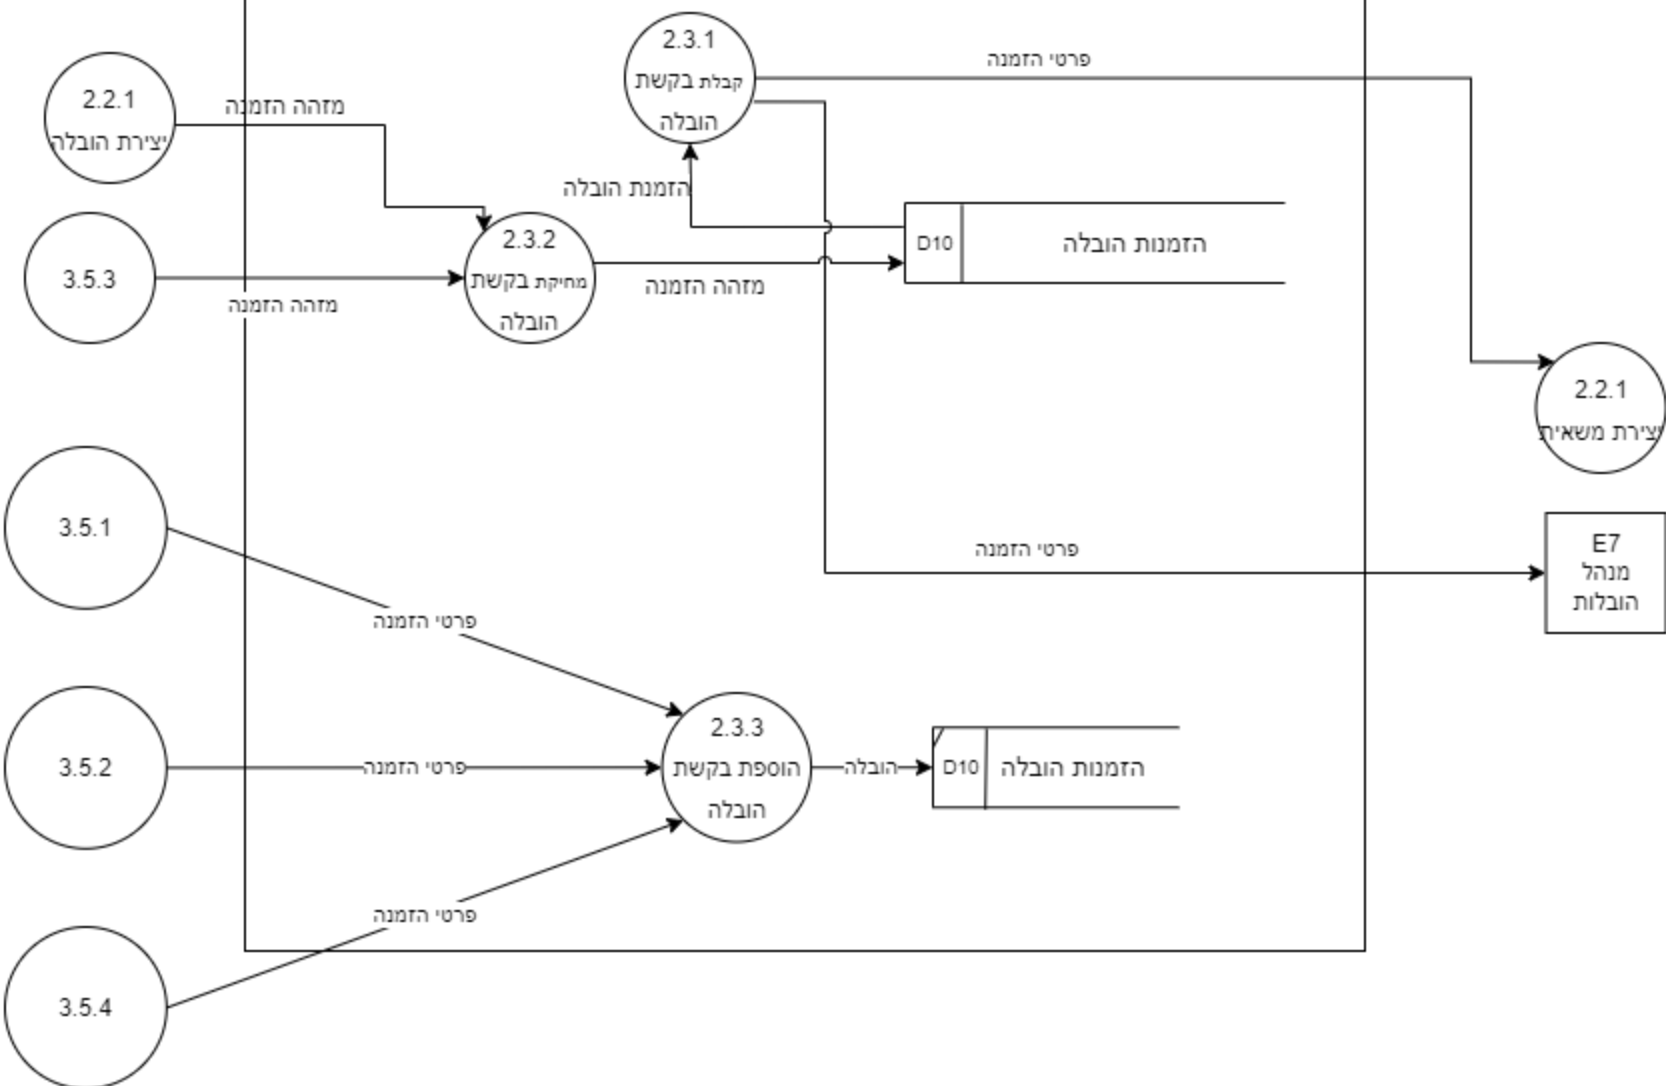 2.3.1
קבלת בקשת
הובלה
פרטי הזמנה
2.2.1
יצירת הובלה
מזהה הזמנה
הזמנת הובלה
D10
הזמנות הובלה
2.3.2
מחיקת בקשת
הובלה
3.5.3
מזהה הזמנה
מזהה הזמנה
2.2.1
יצירת משאית
3.5.1
פרטי הזמנה
פרטי הזמנה
E7
מנהל
הובלות
2.3.3
הוספת בקשת
הובלה
3.5.2
פרטי הזמנה
הובלה
D10
הזמנות הובלה
פרטי הזמנה
3.5.4